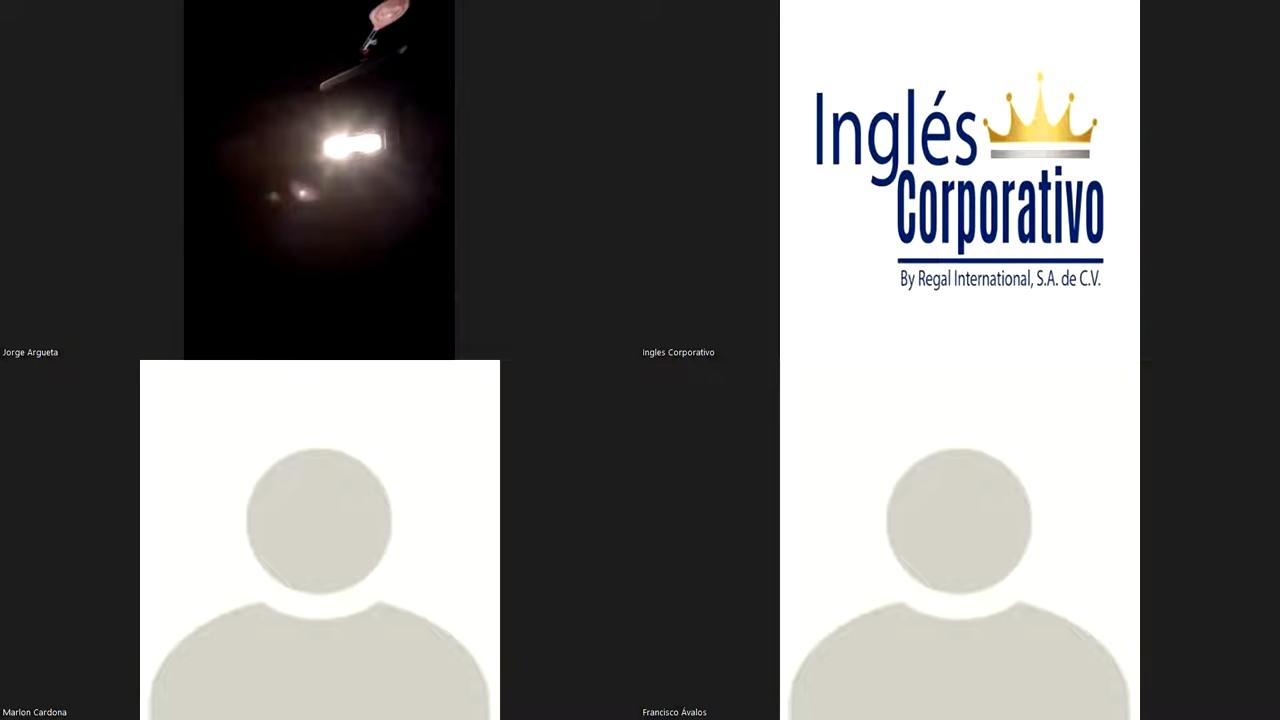 Inglés
Corporativo
By Regal International, S.A. de C.V.
Jorge Argueta
Ingles Corporativo
Marlon Cardona
Francisco Ávalos